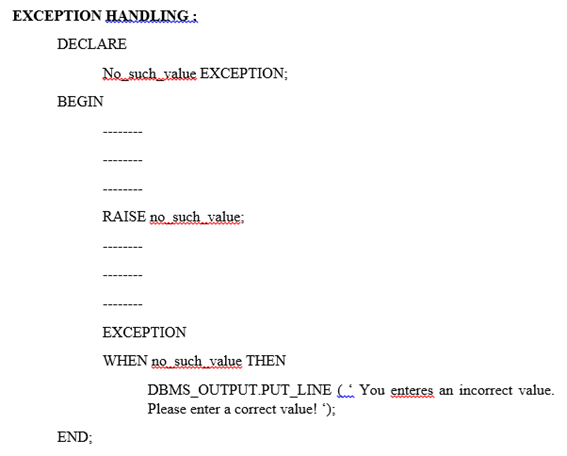 EXCEPTION HANDLING :
DECLARE
No_such_value EXCEPTION;
BEGIN
--------
--------
--------
RAISE no_such_value;
--------
--------
--------
EXCEPTION
WHEN no_such_value THEN
DBMS_OUTPUT.PUT_LINE ( ‘ You enteres an incorrect value.
Please enter a correct value! ‘);
END;